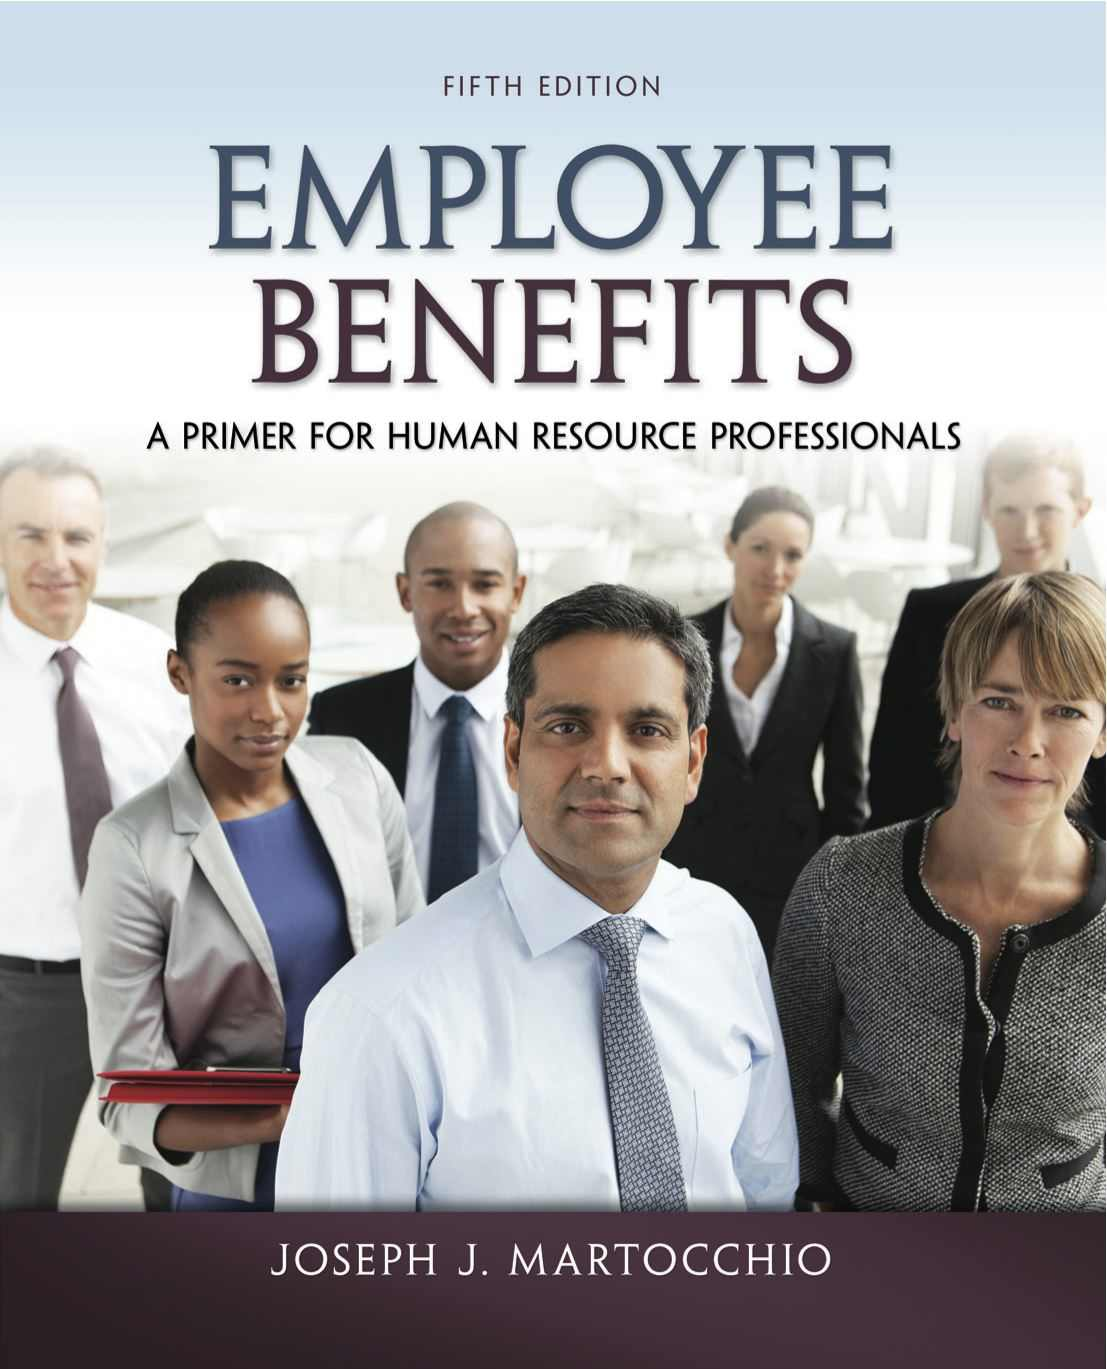 FIFTH EDITION
EMPLOYEE
BENEFITS
A PRIMER FOR HUMAN RESOURCE PROFESSIONALS
JOSEPH J. MARTOCCHIO